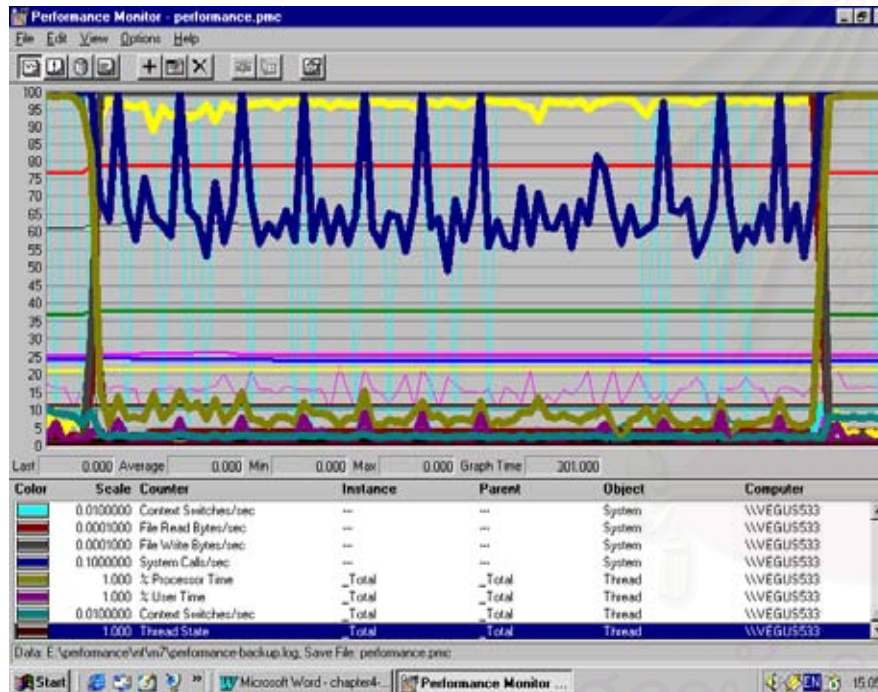 Performance Monitor - performance.pmc
File Edit View Options Help
100
95
90
85
80
75
70
65
60
55
50
45
40
35
30
25
20
15
10
5
0
Last 0.000 Average 0.000 Min 0.000 Max 0.000 Graph Time 301.000
Color Scale Counter Instance Parent Object Computer
0.0100000 Context Switches/sec --- --- System \\VEGUS533
0.0001000 File Read Bytes/sec --- --- System \\VEGUS533
0.0001000 File Write Bytes/sec --- --- System \\VEGUS533
0.1000000 System Calls/sec --- --- System \\VEGUS533
1.000 % Processor Time _Total _Total Thread \\VEGUS533
1.000 % User Time _Total _Total Thread \\VEGUS533
0.0100000 Context Switches/sec _Total _Total Thread \\VEGUS533
1.000 Thread State _Total _Total Thread \\VEGUS533
Data: E:\performance\nf\m7\performance-backup.log, Save File: performance.pmc
Start » Microsoft Word - chapter4-... Performance Monitor ... EN 15:05